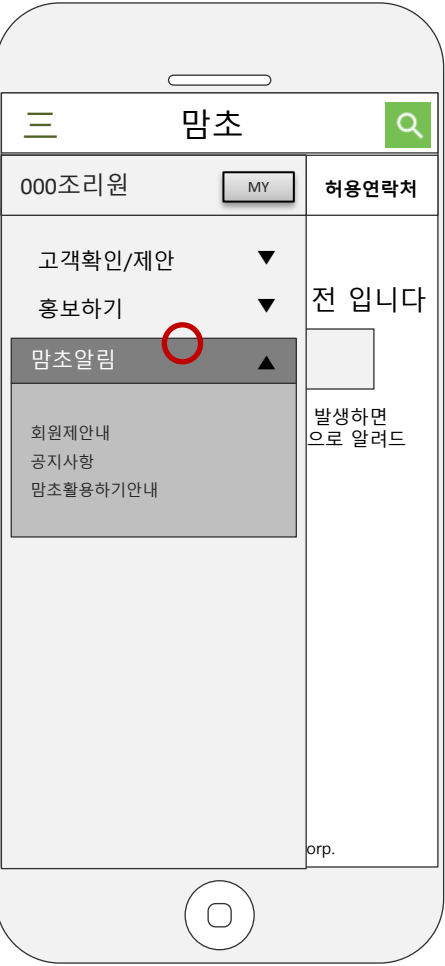 맘초
000조리원
MY
허용연락처
고객확인/제안 ▼
홍보하기 ▼
전 입니다
맘초알림 ▲
발생하면
으로 알려드
회원제안내
공지사항
맘초활용하기안내
orp.